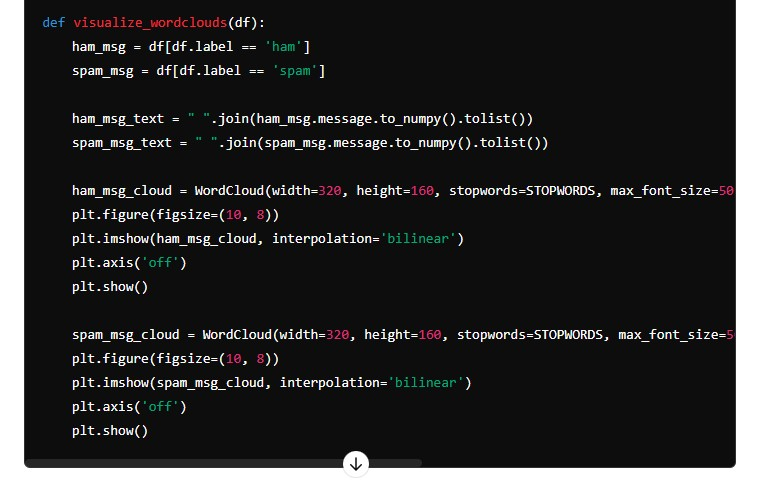 def visualize_wordclouds(df):
    ham_msg = df[df.label == 'ham']
    spam_msg = df[df.label == 'spam']

    ham_msg_text = " ".join(ham_msg.message.to_numpy().tolist())
    spam_msg_text = " ".join(spam_msg.message.to_numpy().tolist())

    ham_msg_cloud = WordCloud(width=320, height=160, stopwords=STOPWORDS, max_font_size=50
    plt.figure(figsize=(10, 8))
    plt.imshow(ham_msg_cloud, interpolation='bilinear')
    plt.axis('off')
    plt.show()

    spam_msg_cloud = WordCloud(width=320, height=160, stopwords=STOPWORDS, max_font_size=5
    plt.figure(figsize=(10, 8))
    plt.imshow(spam_msg_cloud, interpolation='bilinear')
    plt.axis('off')
    plt.show()